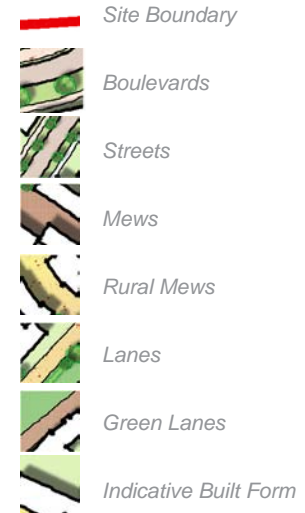 Site Boundary
Boulevards
Streets
Mews
Rural Mews
Lanes
Green Lanes
Indicative Built Form